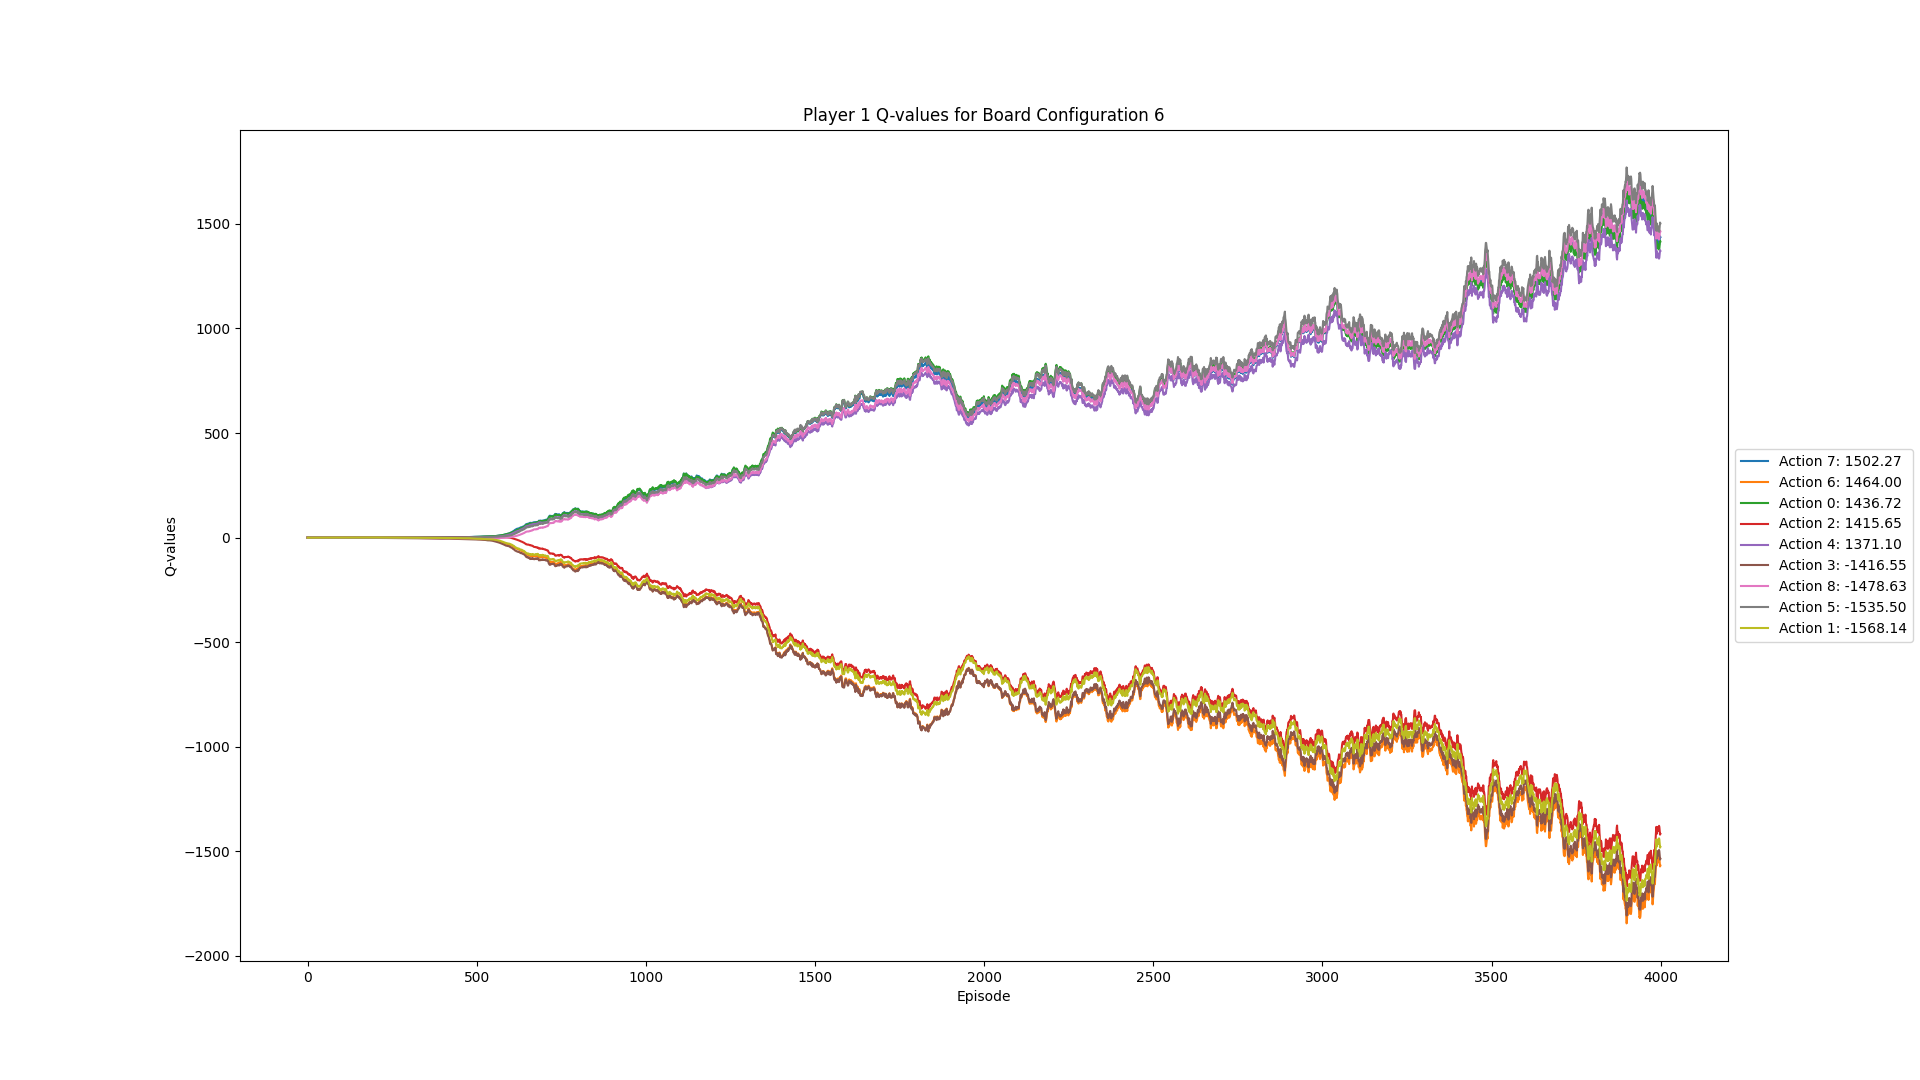 Player 1 Q-values for Board Configuration 6
Q-values
1500
1000
500
0
−500
−1000
−1500
−2000
0 500 1000 1500 2000 2500 3000 3500 4000
Episode
Action 7: 1502.27
Action 6: 1464.00
Action 0: 1436.72
Action 2: 1415.65
Action 4: 1371.10
Action 3: -1416.55
Action 8: -1478.63
Action 5: -1535.50
Action 1: -1568.14